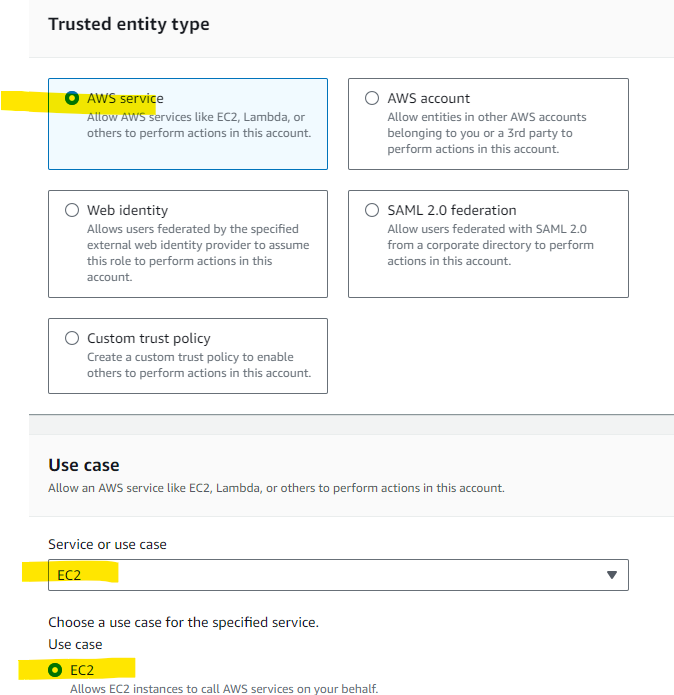 Trusted entity type
AWS service
Allow AWS services like EC2, Lambda, or
others to perform actions in this account.
AWS account
Allow entities in other AWS accounts
belonging to you or a 3rd party to
perform actions in this account.
Web identity
Allows users federated by the specified
external web identity provider to assume
this role to perform actions in this
account.
SAML 2.0 federation
Allow users federated with SAML 2.0
from a corporate directory to perform
actions in this account.
Custom trust policy
Create a custom trust policy to enable
others to perform actions in this account.
Use case
Allow an AWS service like EC2, Lambda, or others to perform actions in this account.
Service or use case
EC2
Choose a use case for the specified service.
Use case
EC2
Allows EC2 instances to call AWS services on your behalf.